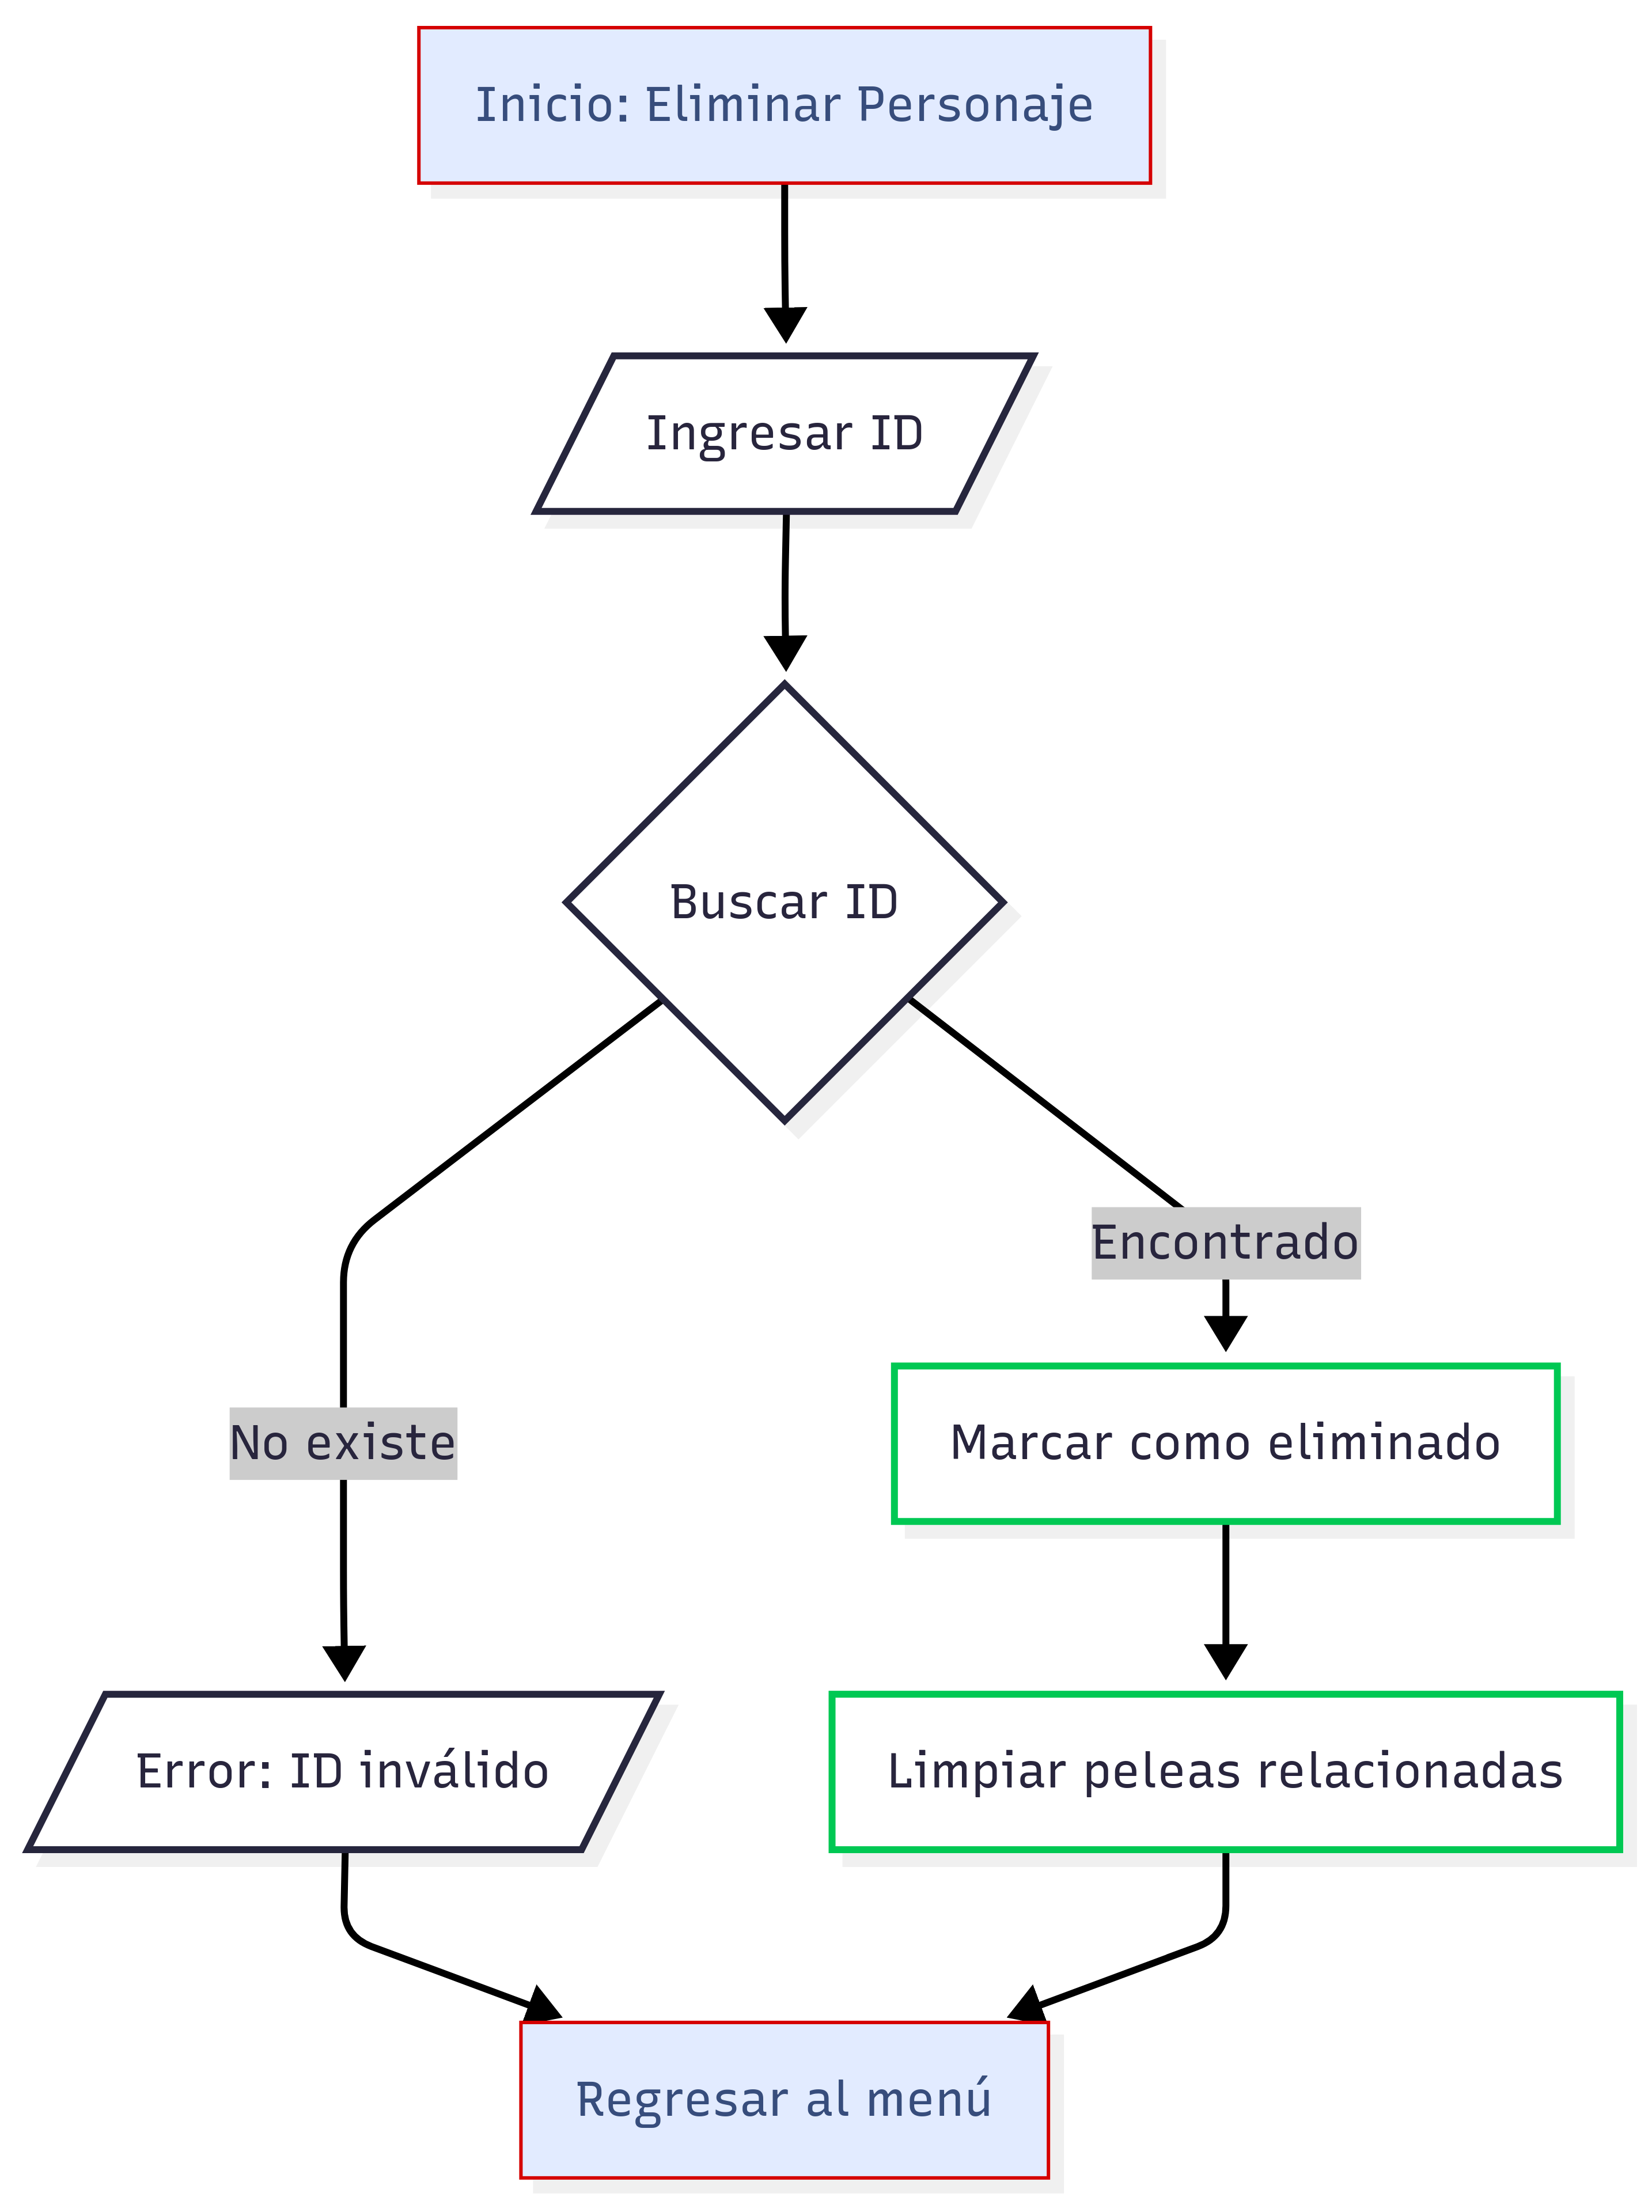 Inicio: Eliminar Personaje
Ingresar ID
Buscar ID
Encontrado
No existe
Marcar como eliminado
Error: ID inválido
Limpiar peleas relacionadas
Regresar al menú